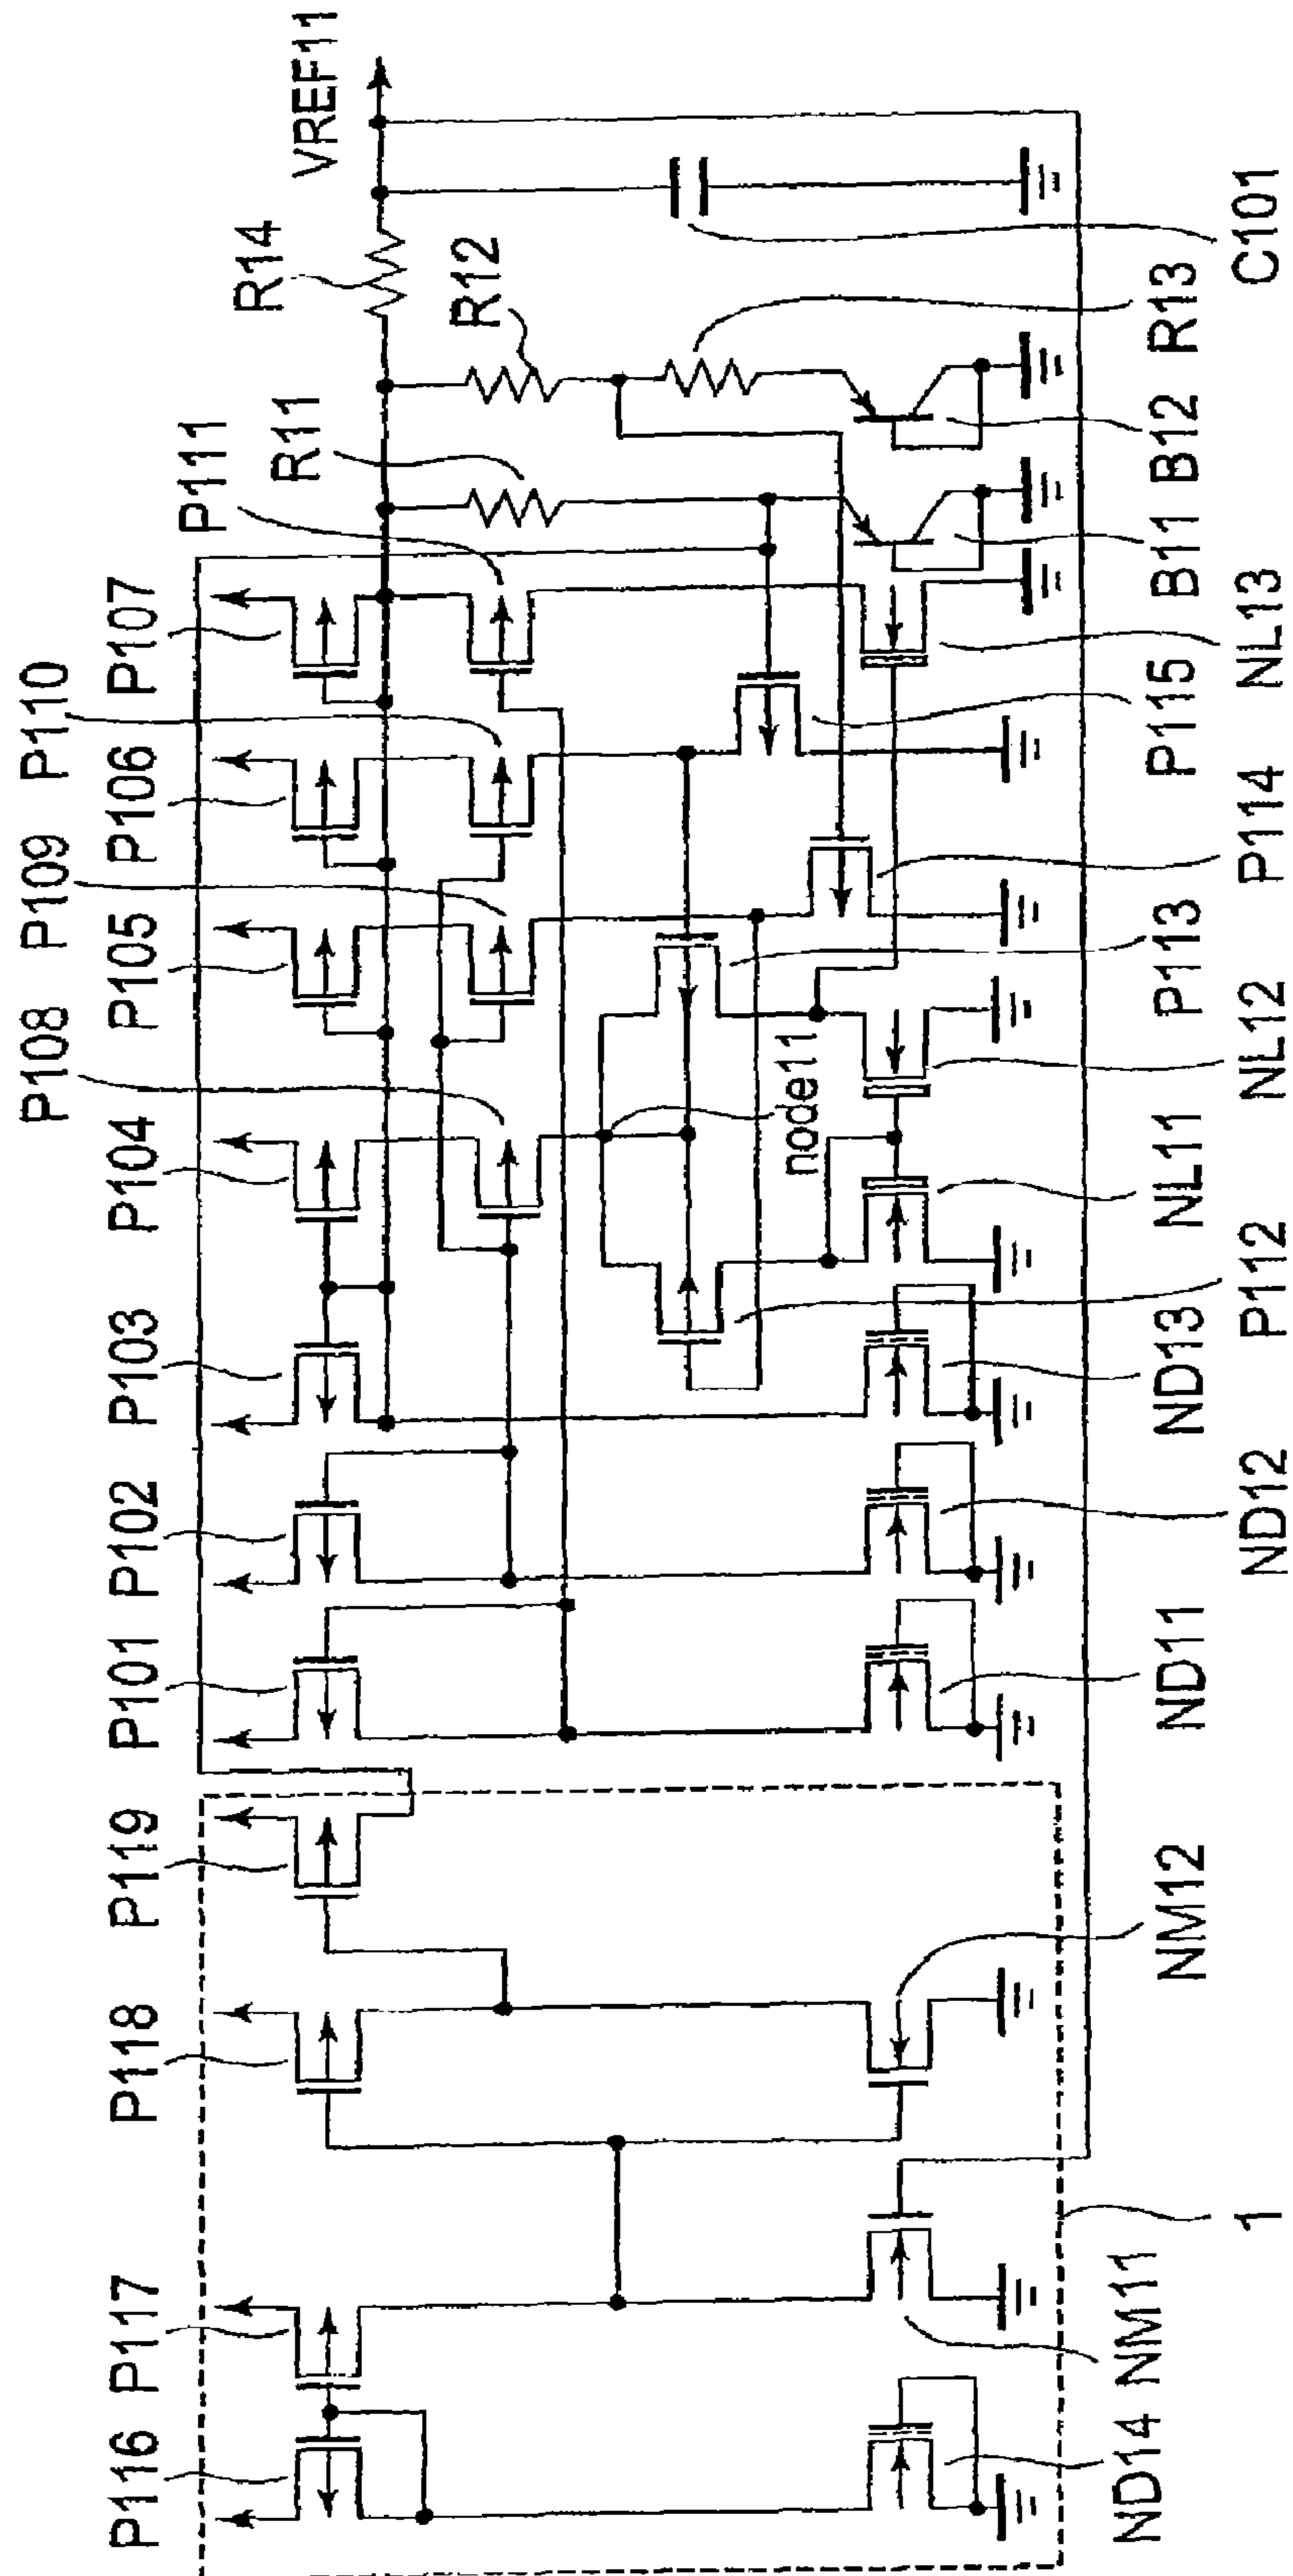 P116
P117
P118
P119
P101
P102
P103
P104
P108
P105
P109
P106
P110
P107
P111
R11
R12
R14
VREF11
node11
ND14
NM11
1
NM12
ND11
ND12
ND13
P112
NL11
NL12
P113
P114
P115
NL13
B11
B12
R13
C101